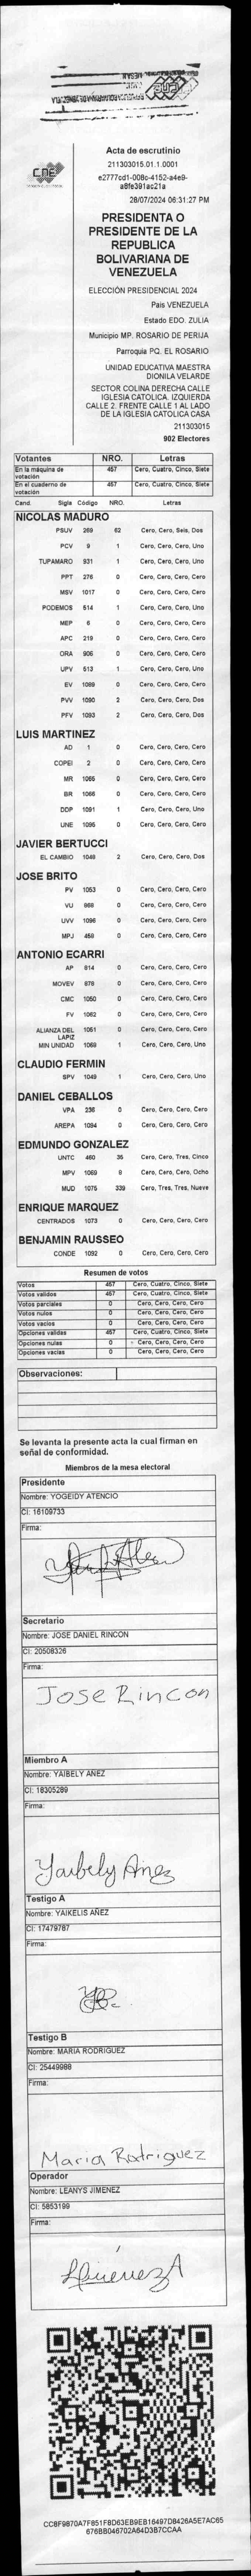 CNE
Acta de escrutinio
211303015.01.1.0001
e2777cd1-008c-4152-a4e9-
a8fe391ac21a
28/07/2024 06:31:27 PM
PRESIDENTA O
PRESIDENTE DE LA
REPUBLICA
BOLIVARIANA DE
VENEZUELA
ELECCIÓN PRESIDENCIAL 2024
Pais VENEZUELA
Estado EDO. ZULIA
Municipio MP. ROSARIO DE PERIJA
Parroquia PQ. EL ROSARIO
UNIDAD EDUCATIVA MAESTRA
DIONILA VELARDE
SECTOR COLINA DERECHA CALLE
IGLESIA CATOLICA. IZQUIERDA
CALLE 2. FRENTE CALLE 1 AL LADO
DE LA IGLESIA CATOLICA CASA
211303015
902 Electores
Votantes NRO. Letras
En la máquina de votación 457 Cero, Cuatro, Cinco, Siete
En el cuaderno de votación 457 Cero, Cuatro, Cinco, Siete
Cand. Sigla Código NRO. Letras
NICOLAS MADURO
PSUV 269 62 Cero, Cero, Seis, Dos
PCV 9 1 Cero, Cero, Cero, Uno
TUPAMARO 931 1 Cero, Cero, Cero, Uno
PPT 276 0 Cero, Cero, Cero, Cero
MSV 1017 0 Cero, Cero, Cero, Cero
PODEMOS 514 1 Cero, Cero, Cero, Uno
MEP 6 0 Cero, Cero, Cero, Cero
APC 219 0 Cero, Cero, Cero, Cero
ORA 906 0 Cero, Cero, Cero, Cero
UPV 513 1 Cero, Cero, Cero, Uno
EV 1089 0 Cero, Cero, Cero, Cero
PVV 1090 2 Cero, Cero, Cero, Dos
PFV 1093 2 Cero, Cero, Cero, Dos
LUIS MARTINEZ
AD 1 0 Cero, Cero, Cero, Cero
COPEI 2 0 Cero, Cero, Cero, Cero
MR 1065 0 Cero, Cero, Cero, Cero
BR 1066 0 Cero, Cero, Cero, Cero
DDP 1091 1 Cero, Cero, Cero, Uno
UNE 1095 0 Cero, Cero, Cero, Cero
JAVIER BERTUCCI
EL CAMBIO 1048 2 Cero, Cero, Cero, Dos
JOSE BRITO
PV 1053 0 Cero, Cero, Cero, Cero
VU 868 0 Cero, Cero, Cero, Cero
UVV 1096 0 Cero, Cero, Cero, Cero
MPJ 458 0 Cero, Cero, Cero, Cero
ANTONIO ECARRI
AP 814 0 Cero, Cero, Cero, Cero
MOVEV 878 0 Cero, Cero, Cero, Cero
CMC 1050 0 Cero, Cero, Cero, Cero
FV 1062 0 Cero, Cero, Cero, Cero
ALIANZA DEL LAPIZ 1051 0 Cero, Cero, Cero, Cero
MIN UNIDAD 1069 1 Cero, Cero, Cero, Uno
CLAUDIO FERMIN
SPV 1049 1 Cero, Cero, Cero, Uno
DANIEL CEBALLOS
VPA 236 0 Cero, Cero, Cero, Cero
AREPA 1094 0 Cero, Cero, Cero, Cero
EDMUNDO GONZALEZ
UNTC 460 35 Cero, Cero, Tres, Cinco
MPV 1059 8 Cero, Cero, Cero, Ocho
MUD 1075 339 Cero, Tres, Tres, Nueve
ENRIQUE MARQUEZ
CENTRADOS 1073 0 Cero, Cero, Cero, Cero
BENJAMIN RAUSSEO
CONDE 1092 0 Cero, Cero, Cero, Cero
Resumen de votos
Votos 457 Cero, Cuatro, Cinco, Siete
Votos validos 457 Cero, Cuatro, Cinco, Siete
Votos parciales 0 Cero, Cero, Cero, Cero
Votos nulos 0 Cero, Cero, Cero, Cero
Votos vacios 0 Cero, Cero, Cero, Cero
Opciones validas 457 Cero, Cuatro, Cinco, Siete
Opciones nulas 0 Cero, Cero, Cero, Cero
Opciones vacias 0 Cero, Cero, Cero, Cero
Observaciones:
Se levanta la presente acta la cual firman en
señal de conformidad.
Miembros de la mesa electoral
Presidente
Nombre: YOGEIDY ATENCIO
CI: 16109733
Firma:
Secretario
Nombre: JOSE DANIEL RINCON
CI: 20508326
Firma:
Jose Rincon
Miembro A
Nombre: YAIBELY AÑEZ
CI: 18305289
Firma:
Yaibely Añez
Testigo A
Nombre: YAIKELIS AÑEZ
CI: 17479787
Firma:
Testigo B
Nombre: MARIA RODRIGUEZ
CI: 25449988
Firma:
Maria Rodriguez
Operador
Nombre: LEANYS JIMENEZ
CI: 5853199
Firma:
CC8F9870A7F851F8D63EB9EB16497D8426A5E7AC65
676BB046702A64D3B7CCAA